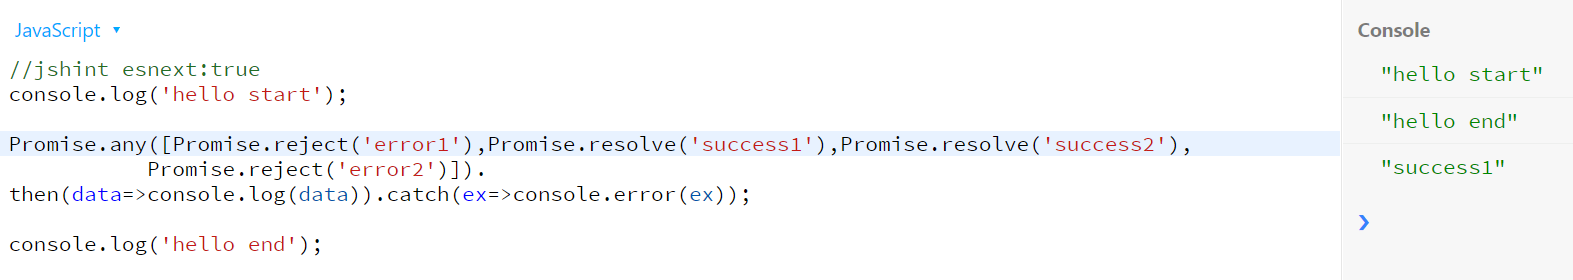 JavaScript
//jshint esnext:true
console.log('hello start');
Promise.any([Promise.reject('error1'),Promise.resolve('success1'),Promise.resolve('success2'),
Promise.reject('error2')]).
then(data=>console.log(data)).catch(ex=>console.error(ex));
console.log('hello end');
Console
"hello start"
"hello end"
"success1"